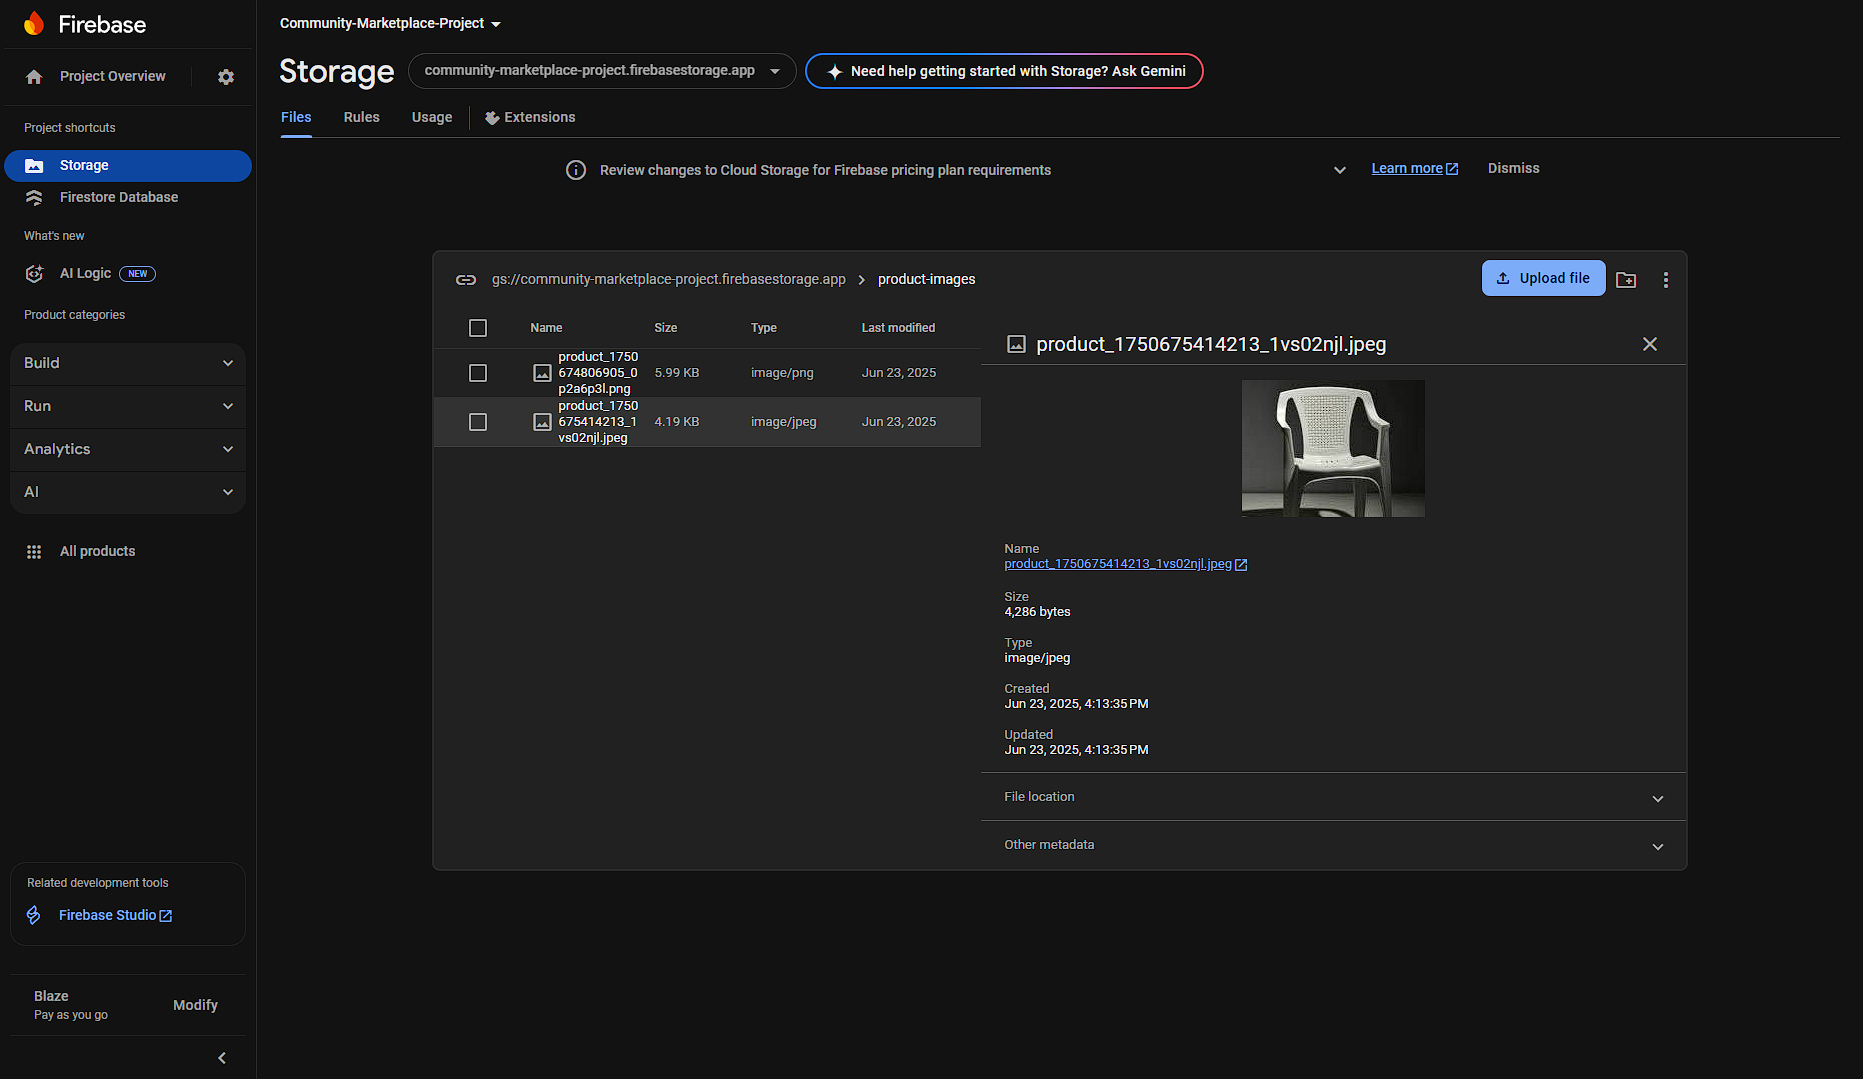 Firebase
Project Overview
Project shortcuts
Storage
Firestore Database
What's new
AI Logic NEW
Product categories
Build
Run
Analytics
AI
All products
Related development tools
Firebase Studio
Blaze
Pay as you go
Modify
Community-Marketplace-Project
Storage
community-marketplace-project.firebasestorage.app
Need help getting started with Storage? Ask Gemini
Files Rules Usage Extensions
Review changes to Cloud Storage for Firebase pricing plan requirements
Learn more
Dismiss
gs://community-marketplace-project.firebasestorage.app
product-images
Upload file
Name Size Type Last modified
product_1750
674806905_0
p2a6p3l.png
5.99 KB image/png Jun 23, 2025
product_1750
675414213_1
vs02njl.jpeg
4.19 KB image/jpeg Jun 23, 2025
product_1750675414213_1vs02njl.jpeg
Name
product_1750675414213_1vs02njl.jpeg
Size
4,286 bytes
Type
image/jpeg
Created
Jun 23, 2025, 4:13:35 PM
Updated
Jun 23, 2025, 4:13:35 PM
File location
Other metadata